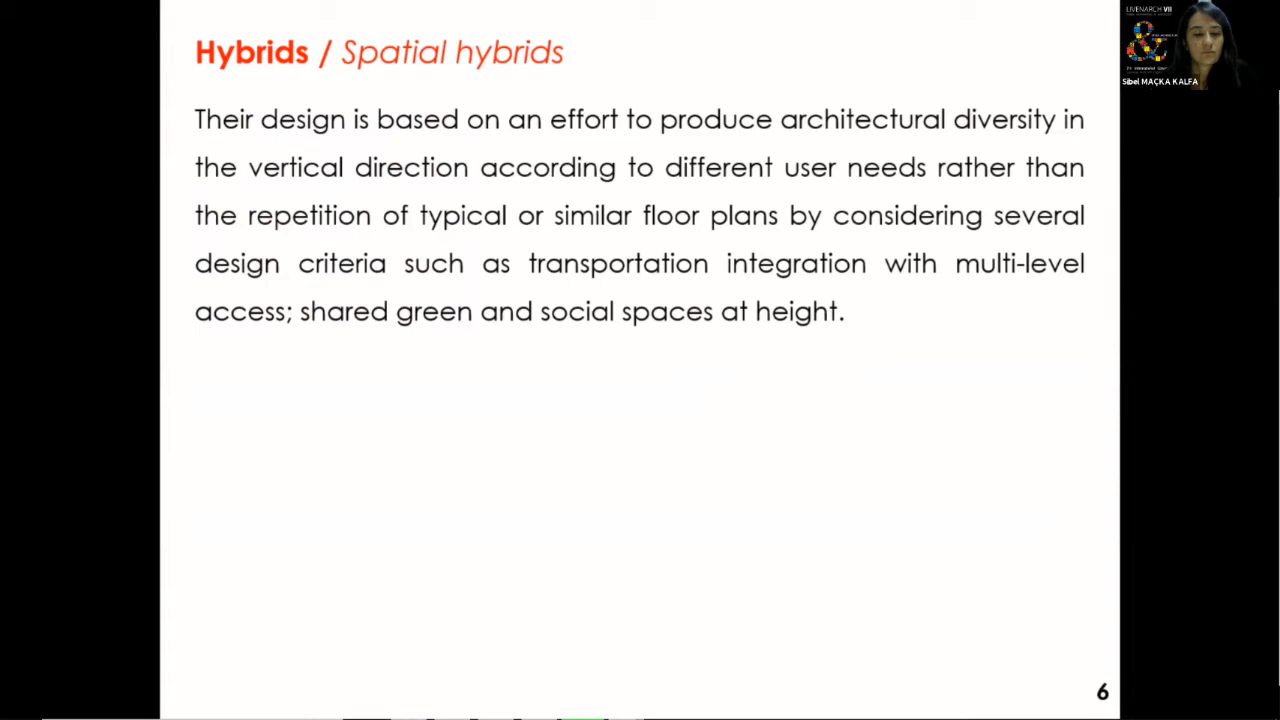 Hybrids / Spatial hybrids
LIVENARCH VII
Sibel MAÇKA KALFA
Their design is based on an effort to produce architectural diversity in
the vertical direction according to different user needs rather than
the repetition of typical or similar floor plans by considering several
design criteria such as transportation integration with multi-level
access; shared green and social spaces at height.
6